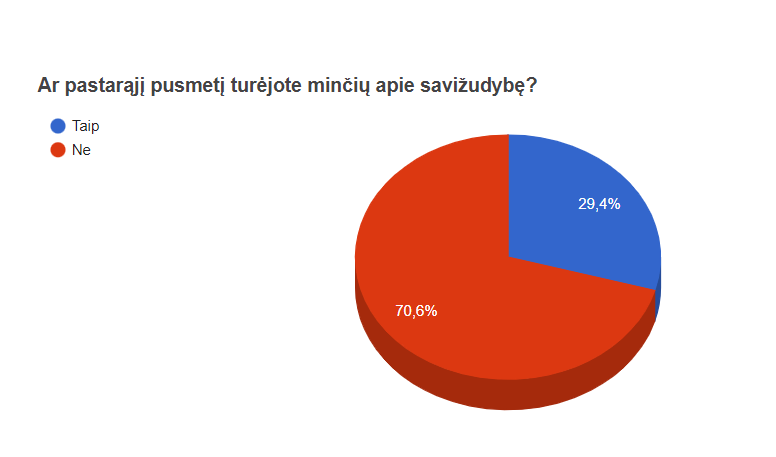 Ar pastarąjį pusmetį turėjote minčių apie savižudybę?
Taip
Ne
29,4%
70,6%